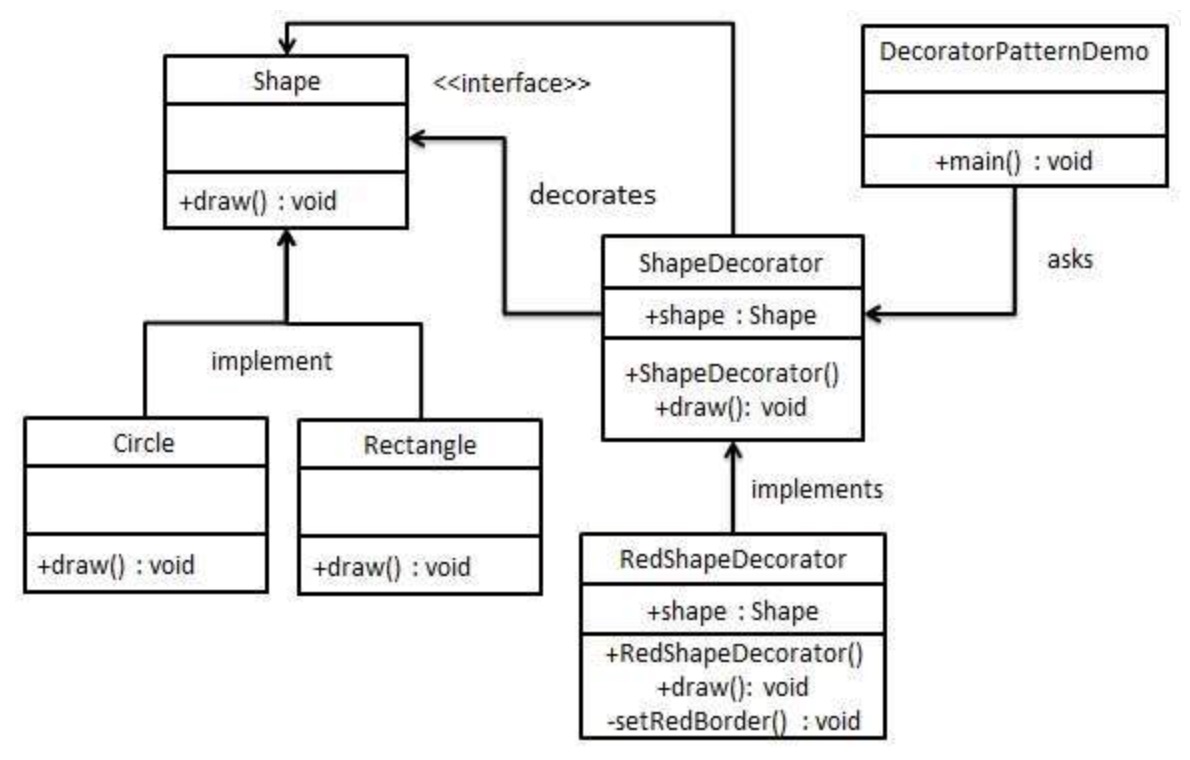 Shape
<<interface>>
+draw() : void
decorates
implement
Circle
+draw() : void
Rectangle
+draw() : void
DecoratorPatternDemo
+main() : void
asks
ShapeDecorator
+shape : Shape
+ShapeDecorator()
+draw(): void
implements
RedShapeDecorator
+shape : Shape
+RedShapeDecorator()
+draw(): void
-setRedBorder() : void